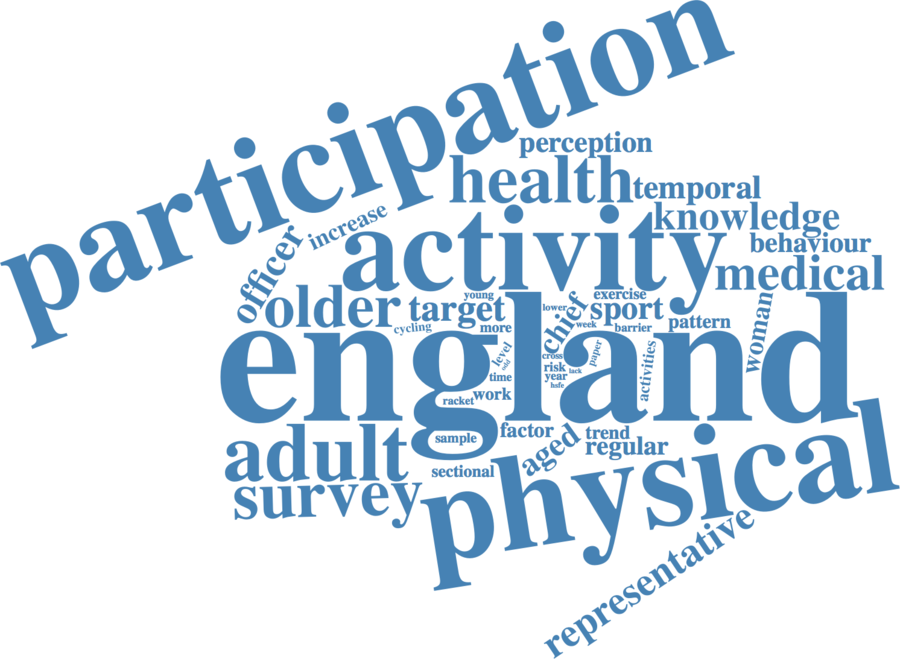 participation
perception
health
temporal
increase
knowledge
officer
activity
behaviour
medical
older
target
young
lower
chief
exercise
sport
woman
cycling
more
week
barrier
pattern
england
level
odd
cross
paper
activities
time
risk
lack
year
hsfe
racket
work
adult
sample
factor
aged
trend
regular
physical
sectional
survey
representative